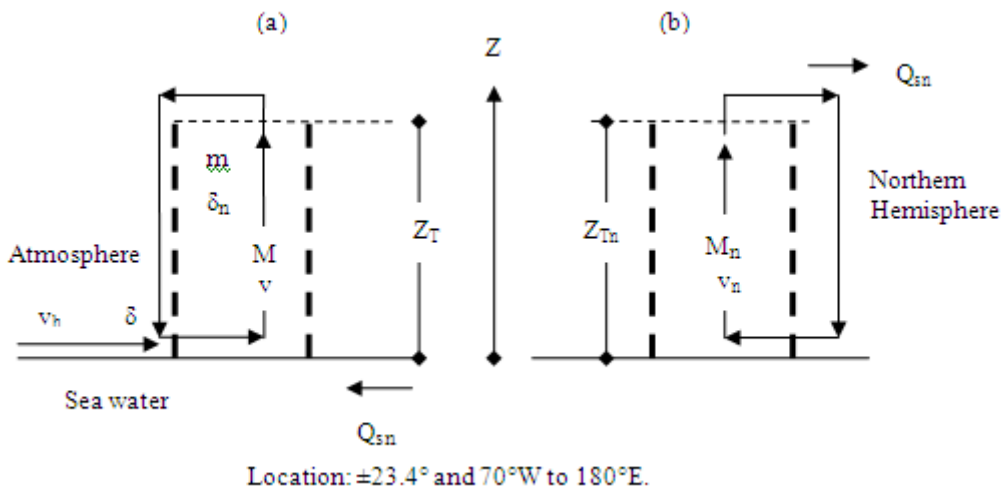 (a)
(b)
Z
Qsn
m
δn
Northern
Hemisphere
ZT
ZTn
Atmosphere
M
v
Mn
vn
vh
δ
Sea water
Qsn
Location: ±23.4° and 70°W to 180°E.